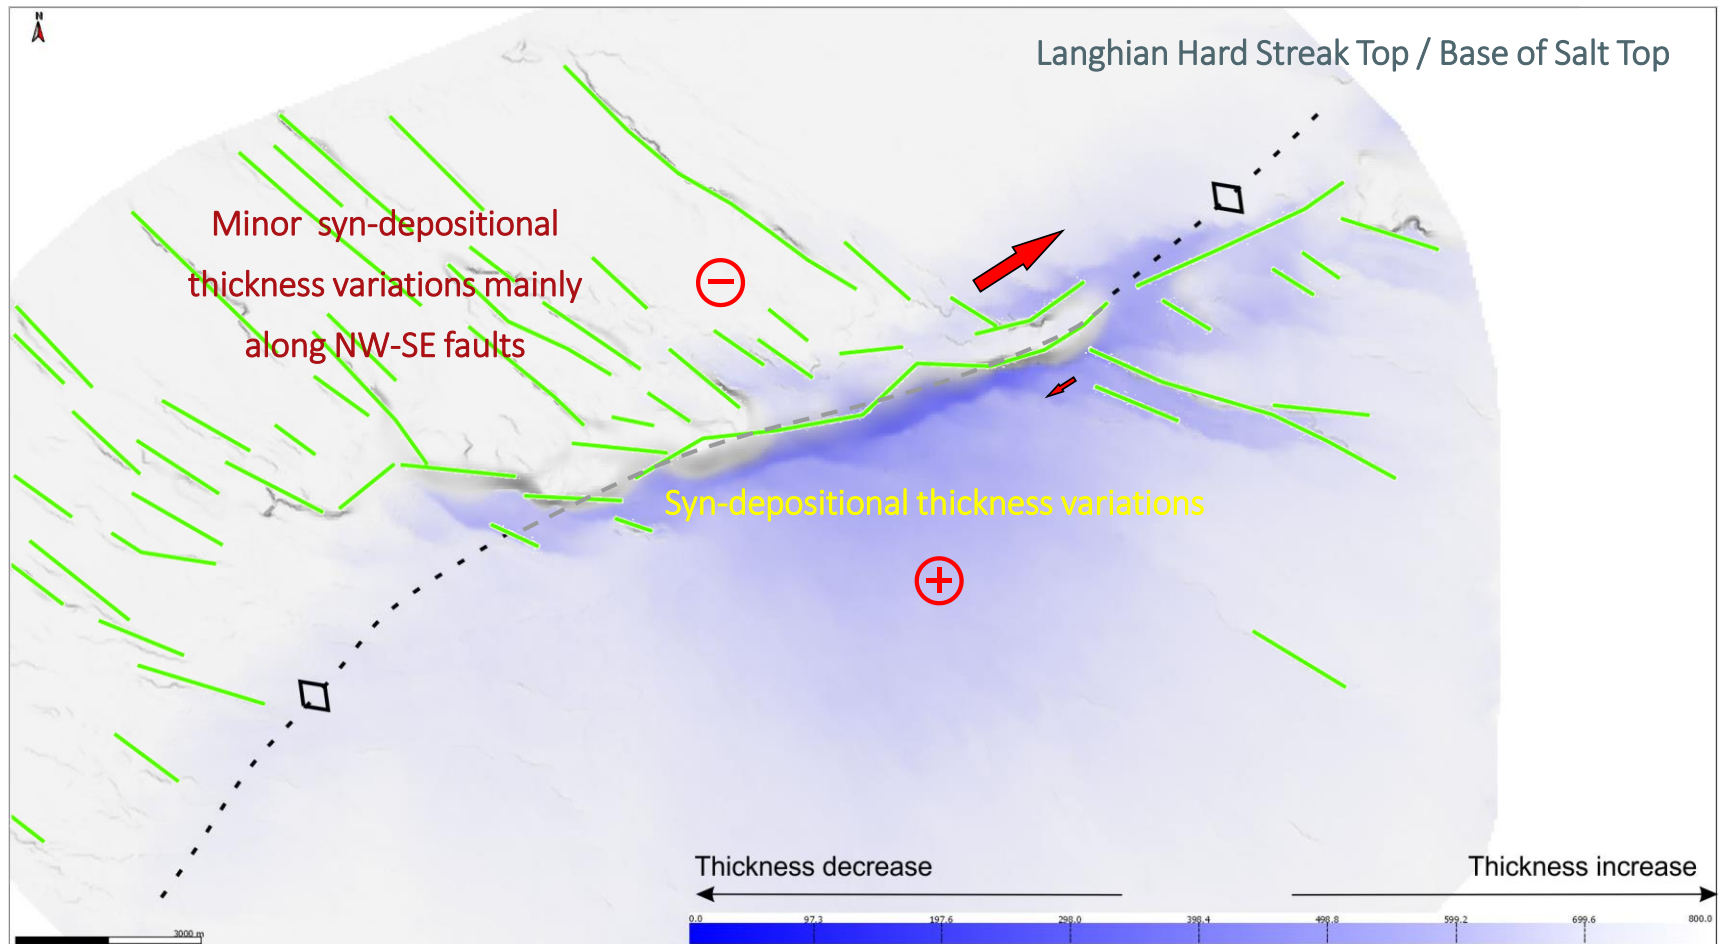 N
Langhian Hard Streak Top / Base of Salt Top
Minor syn-depositional
thickness variations mainly
along NW-SE faults
Syn-depositional thickness variations
Thickness decrease
Thickness increase
0.0 97.3 197.6 298.0 398.4 498.8 599.2 699.6 800.0
3000 m